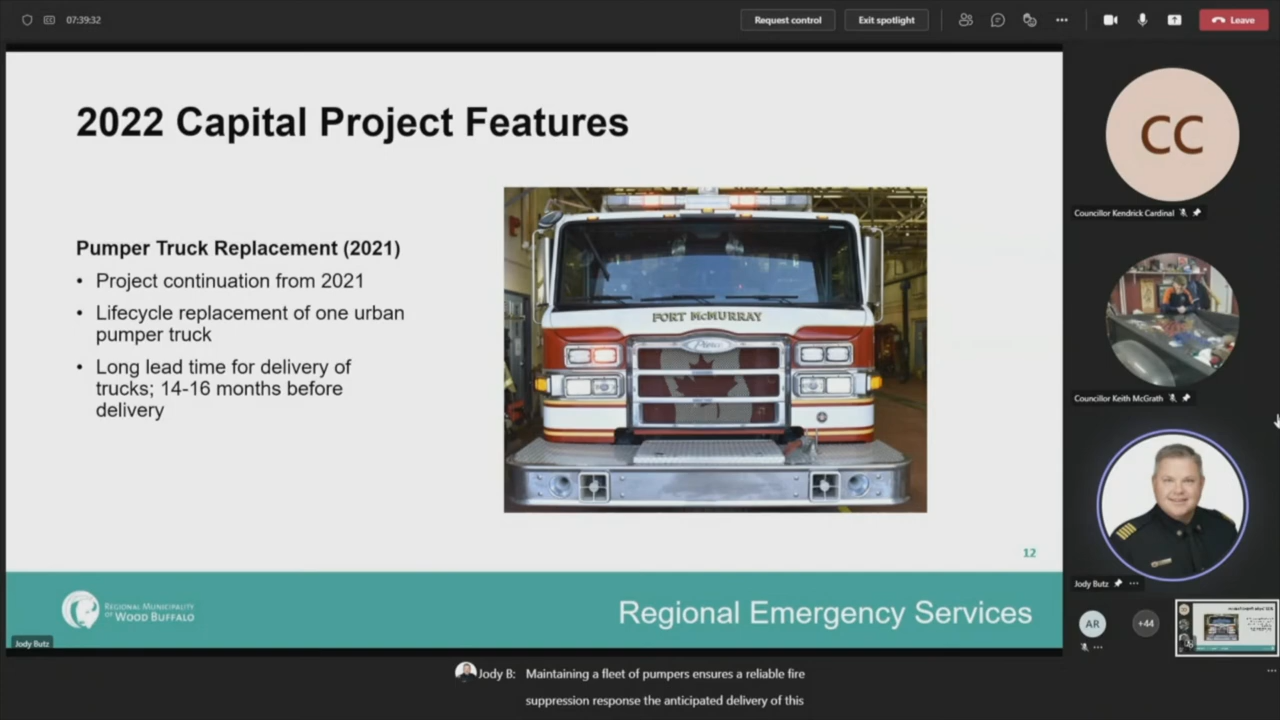 07:39:32
Request control
Exit spotlight
Leave
2022 Capital Project Features
Pumper Truck Replacement (2021)
• Project continuation from 2021
• Lifecycle replacement of one urban
pumper truck
• Long lead time for delivery of
trucks; 14-16 months before
delivery
FORT McMURRAY
Pierce
12
REGIONAL MUNICIPALITY
OF WOOD BUFFALO
Regional Emergency Services
Jody Butz
CC
Councillor Kendrick Cardinal
Councillor Keith McGrath
Jody Butz
AR
+44
Jody B: Maintaining a fleet of pumpers ensures a reliable fire
suppression response the anticipated delivery of this